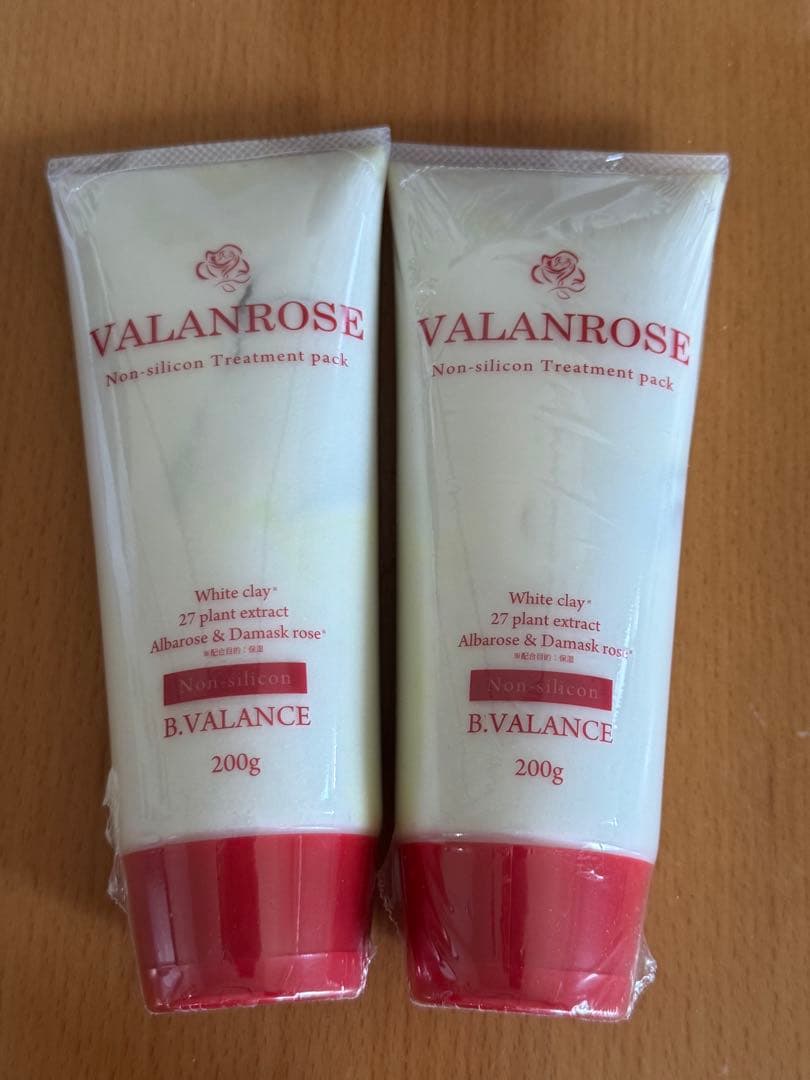 VALANROSE
Non-silicon Treatment pack
White clay※
27 plant extract
Albarose & Damask rose※
※配合目的：保湿
Non-silicon
B.VALANCE
200g
VALANROSE
Non-silicon Treatment pack
White clay※
27 plant extract
Albarose & Damask rose※
※配合目的：保湿
Non-silicon
B.VALANCE
200g